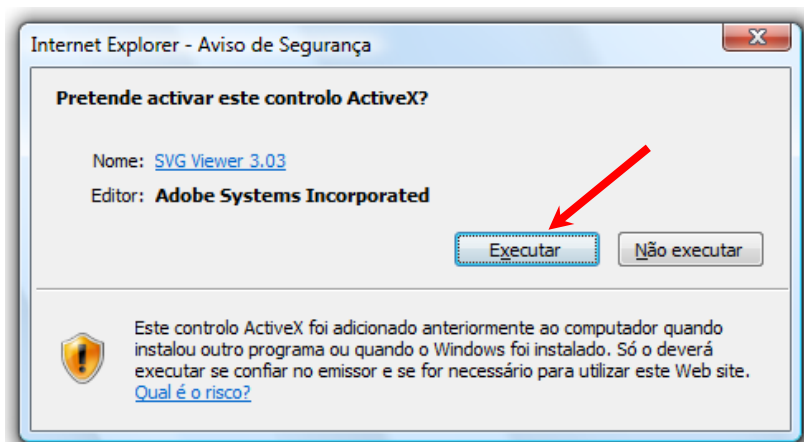 Internet Explorer - Aviso de Segurança
Pretende activar este controlo ActiveX?
Nome: SVG Viewer 3.03
Editor: Adobe Systems Incorporated
Executar Não executar
Este controlo ActiveX foi adicionado anteriormente ao computador quando
instalou outro programa ou quando o Windows foi instalado. Só o deverá
executar se confiar no emissor e se for necessário para utilizar este Web site.
Qual é o risco?